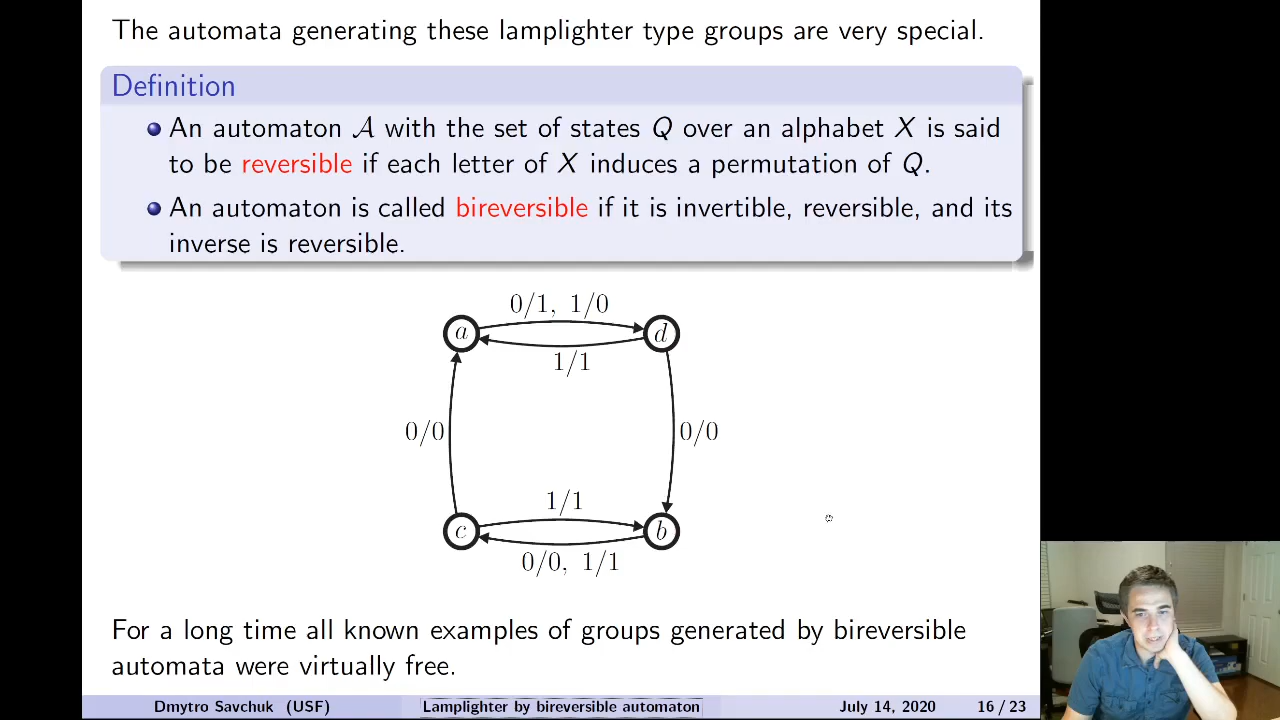 The automata generating these lamplighter type groups are very special.
Definition
An automaton 𝒜 with the set of states Q over an alphabet X is said
to be reversible if each letter of X induces a permutation of Q.
An automaton is called bireversible if it is invertible, reversible, and its
inverse is reversible.
0/1, 1/0
a
d
1/1
0/0
0/0
1/1
c
b
0/0, 1/1
For a long time all known examples of groups generated by bireversible
automata were virtually free.
Dmytro Savchuk (USF) Lamplighter by bireversible automaton July 14, 2020 16 / 23